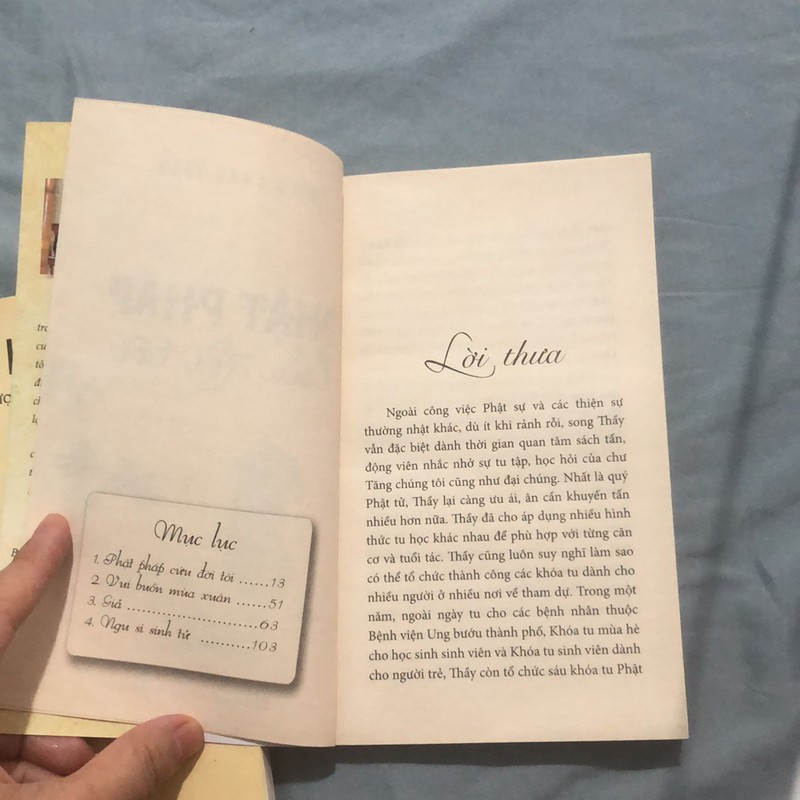 Mục lục
1. Phật pháp cứu đời tôi ......13
2. Vui buồn mùa xuân ......51
3. Giả ........................63
4. Ngu si sinh tử ..........103
Lời thưa
Ngoài công việc Phật sự và các thiện sự
thường nhật khác, dù ít khi rảnh rỗi, song Thầy
vẫn đặc biệt dành thời gian quan tâm sách tấn,
động viên nhắc nhở sự tu tập, học hỏi của chư
Tăng chúng tôi cũng như đại chúng. Nhất là quý
Phật tử, Thầy lại càng ưu ái, ân cần khuyến tấn
nhiều hơn nữa. Thầy đã cho áp dụng nhiều hình
thức tu học khác nhau để phù hợp với từng căn
cơ và tuổi tác. Thầy cũng luôn suy nghĩ làm sao
có thể tổ chức thành công các khóa tu dành cho
nhiều người ở nhiều nơi về tham dự. Trong một
năm, ngoài ngày tu cho các bệnh nhân thuộc
Bệnh viện Ung bướu thành phố, Khóa tu mùa hè
cho học sinh sinh viên và Khóa tu sinh viên dành
cho người trẻ, Thầy còn tổ chức sáu khóa tu Phật